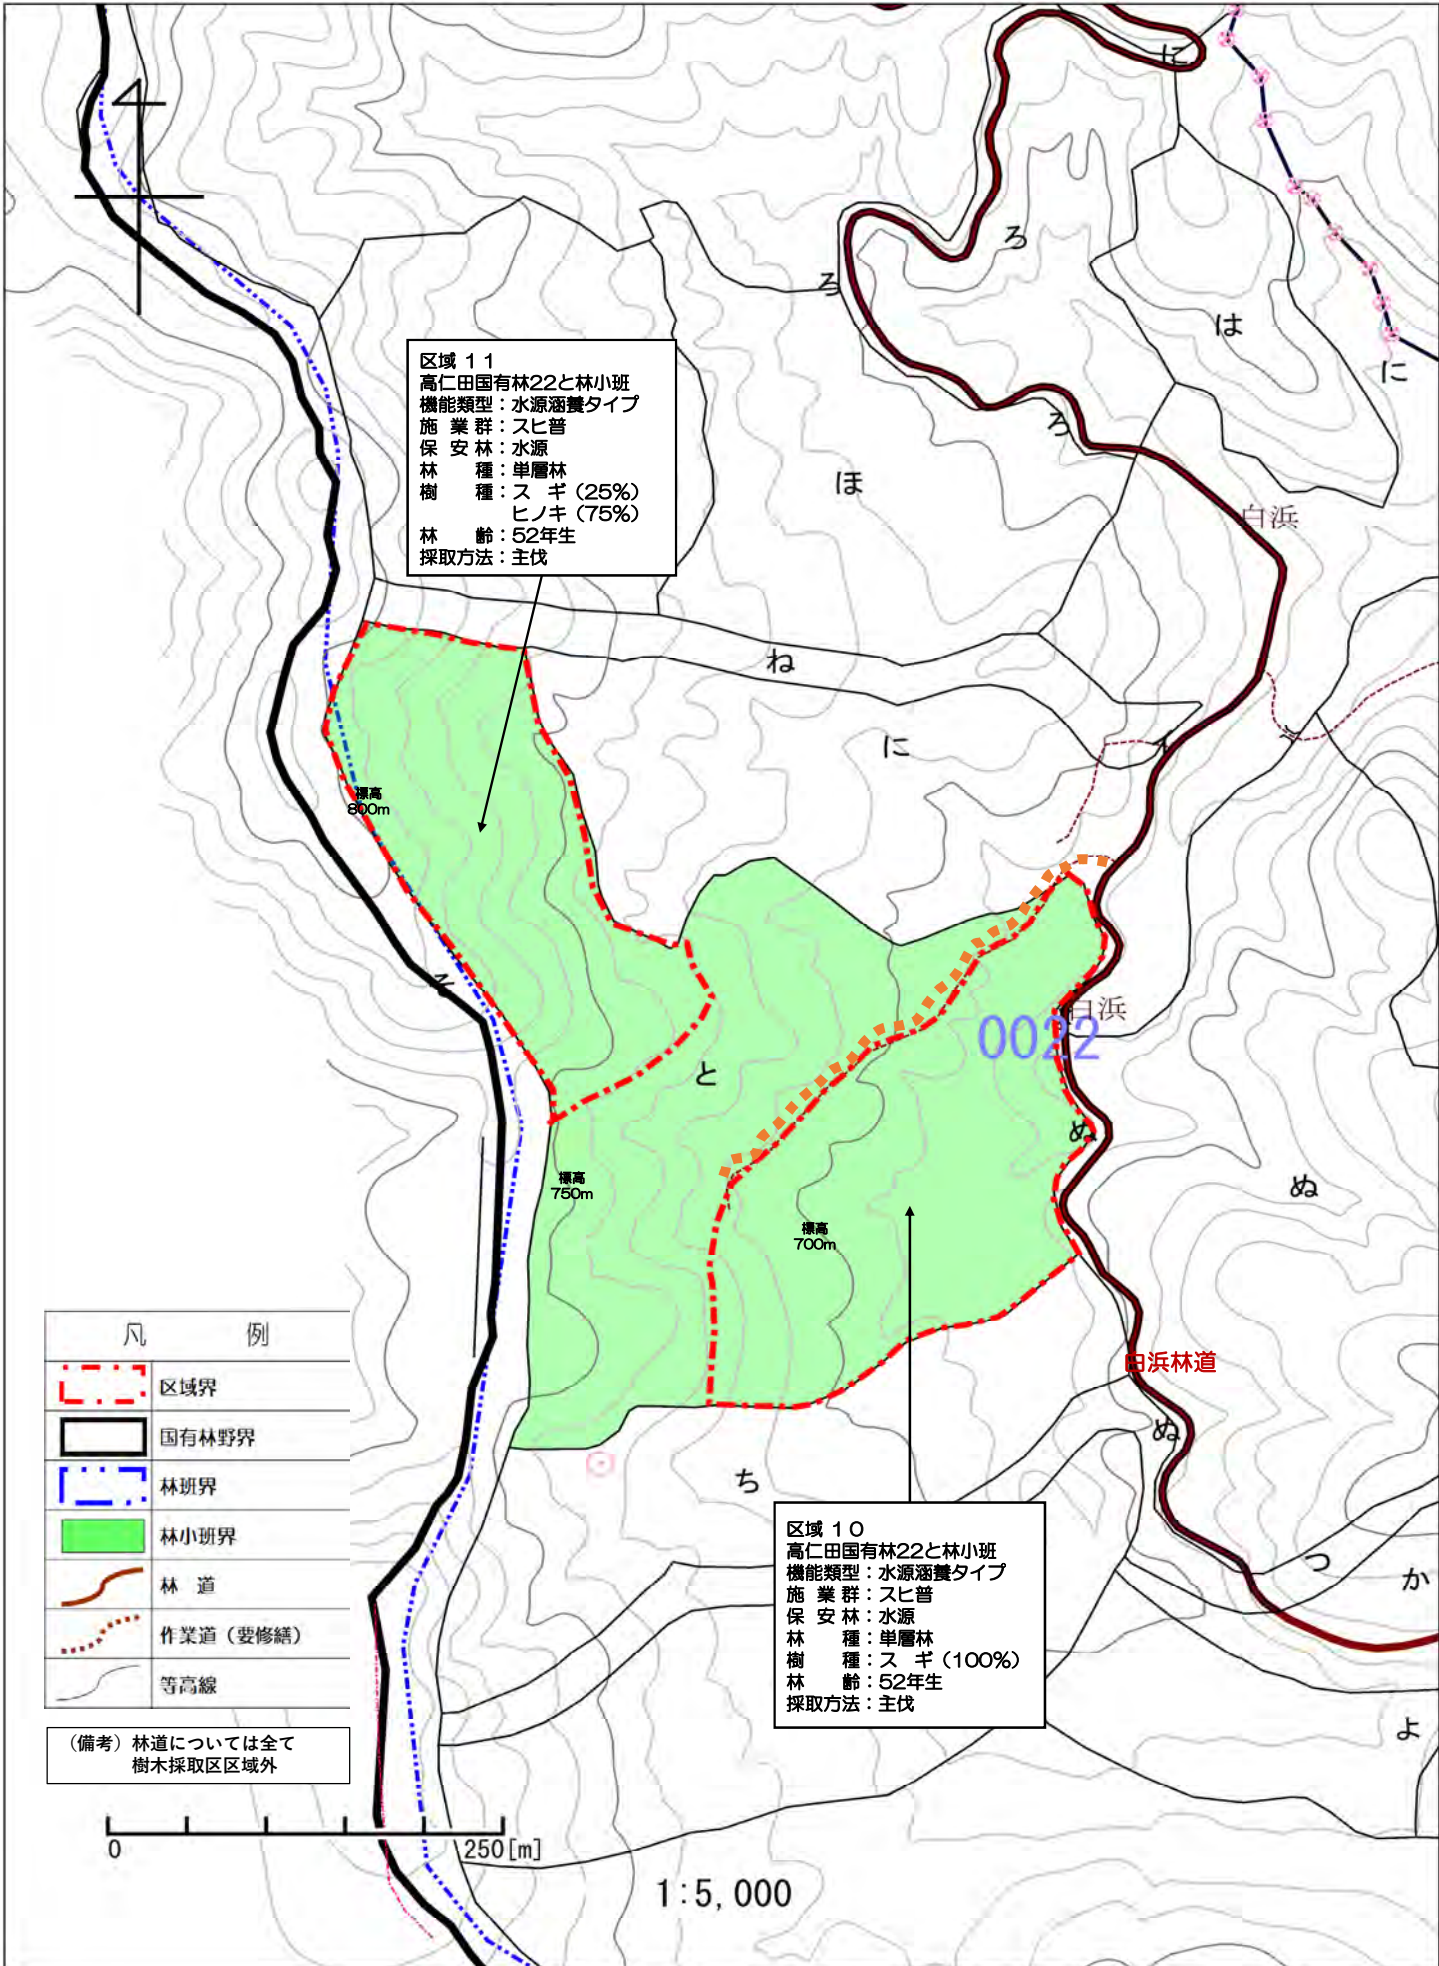 に
ろ
ろ
は
に
区域 11
高仁田国有林22と林小班
機能類型：水源涵養タイプ
施 業 群：スヒ普
保 安 林：水源
林　　種：単層林
樹　　種：ス　ギ（25%）
ヒノキ（75%）
林　　齢：52年生
採取方法：主伐
ろ
ほ
白浜
ね
に
イ
標高
800m
そ
白浜
0022
と
ぬ
標高
750m
ぬ
標高
700m
白浜林道
ぬ
ち
凡　例
区域界
国有林野界
林班界
林小班界
林　道
作業道（要修繕）
等高線
区域 10
高仁田国有林22と林小班
機能類型：水源涵養タイプ
施 業 群：スヒ普
保 安 林：水源
林　　種：単層林
樹　　種：ス　ギ（100%）
林　　齢：52年生
採取方法：主伐
つ
か
よ
（備考）林道については全て
樹木採取区区域外
0
250[m]
1:5,000